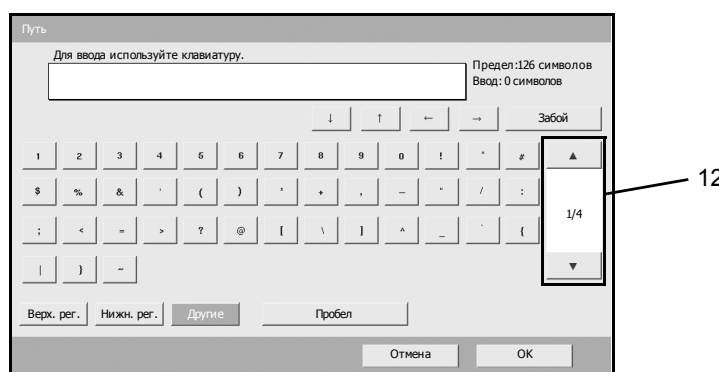 Путь
Для ввода используйте клавиатуру.
Предел:126 символов
Ввод: 0 символов
↓ ↑ ← → Забой
1 2 3 4 5 6 7 8 9 0 ! " # ▲
$ % & ' ( ) * + , – " / : 12
; < = > ? @ [ \ ] ^ _ ` { 1/4
| } ~ ▼
Верх. рег. Нижн. рег. Другие Пробел
Отмена OK